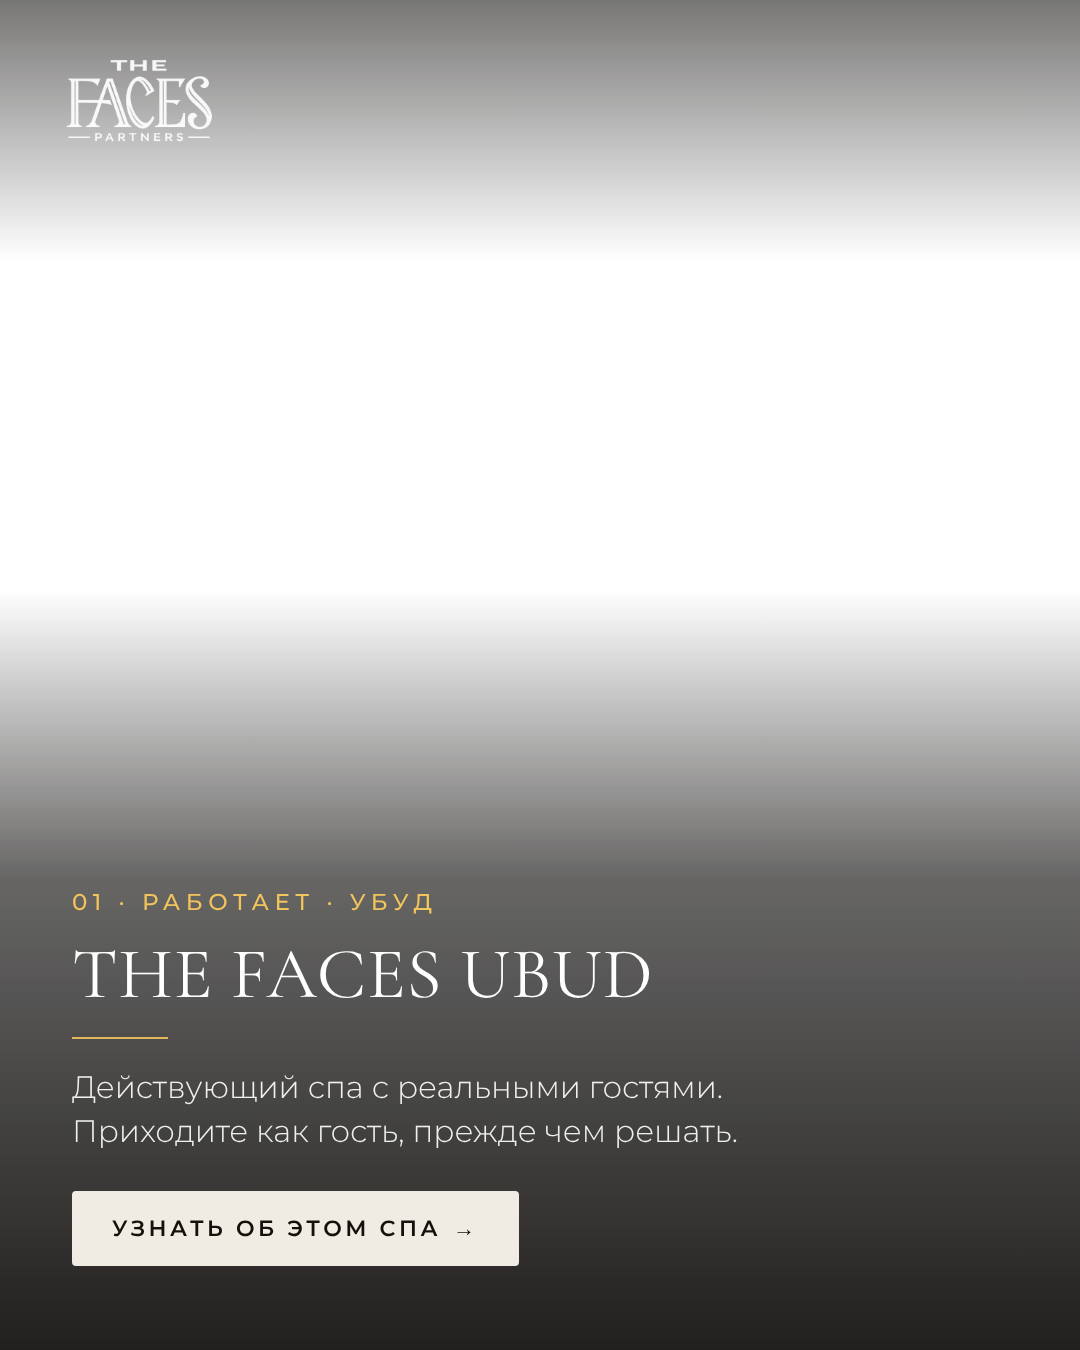 THE
FACES
PARTNERS
01 · РАБОТАЕТ · УБУД
THE FACES UBUD
Действующий спа с реальными гостями.
Приходите как гость, прежде чем решать.
УЗНАТЬ ОБ ЭТОМ СПА →